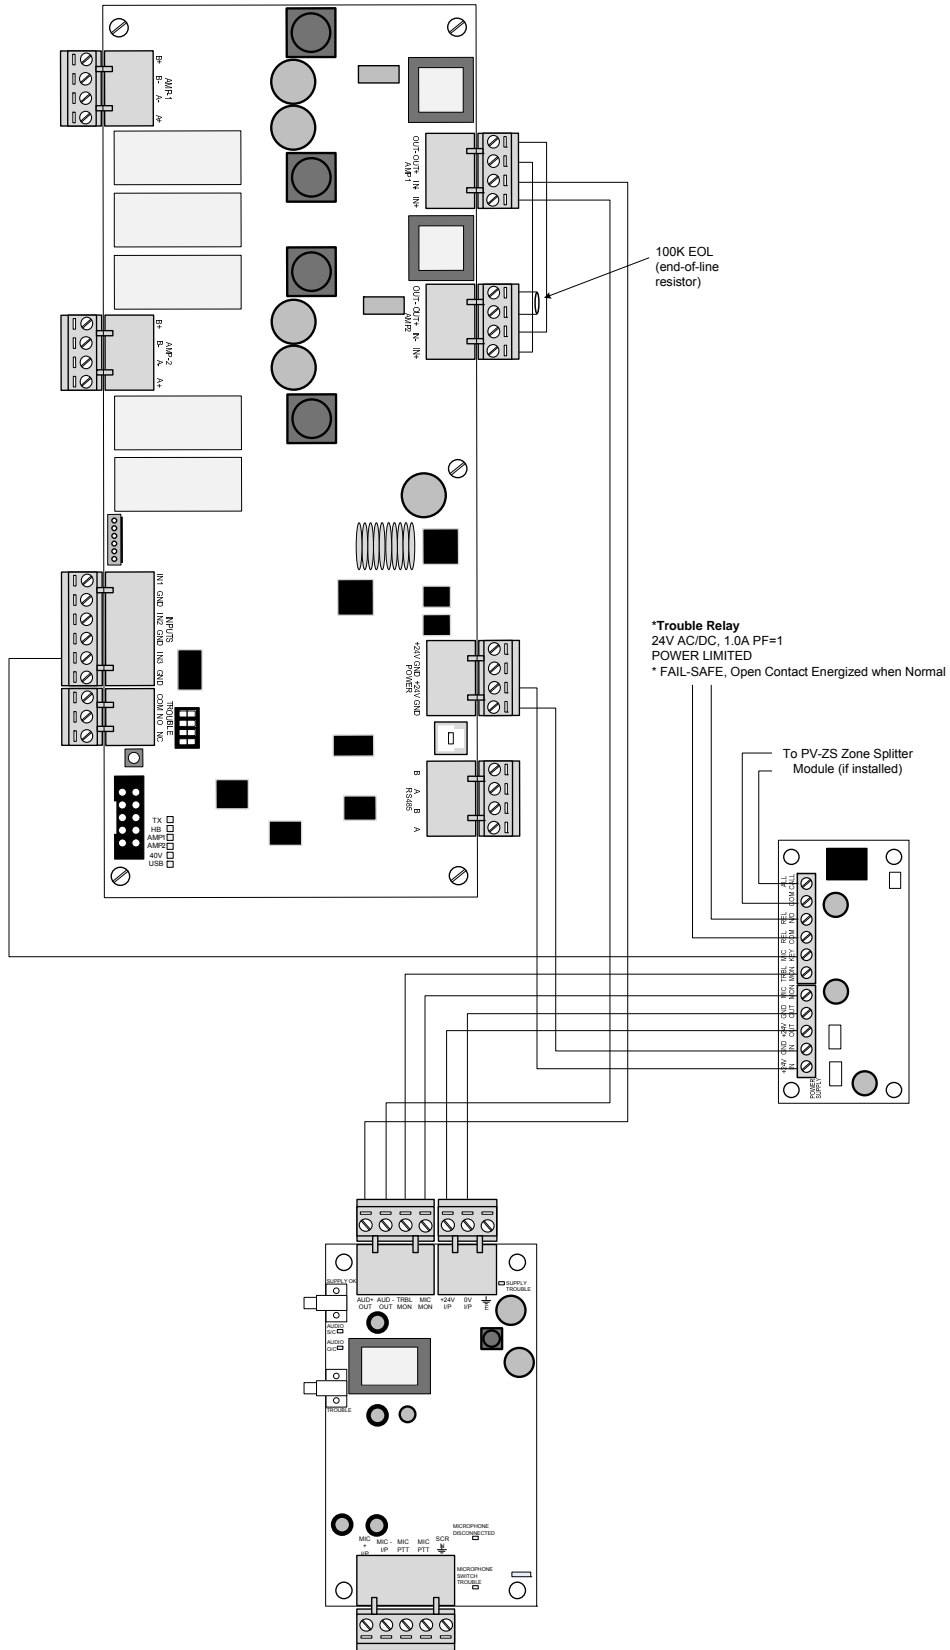 B+
B-
AMP-1
A-
A+
OUT- OUT+ IN- IN+
AMP1
100K EOL
(end-of-line
resistor)
OUT- OUT+ IN- IN+
AMP2
B+
B-
AMP-2
A-
A+
IN1
GND
IN2
GND
IN3
GND
INPUTS
COM NO NC
TROUBLE
+24V GND +24V GND
POWER
B
A
B
A
RS485
TX
HB
AMP1
AMP2
40V
USB
*Trouble Relay
24V AC/DC, 1.0A PF=1
POWER LIMITED
* FAIL-SAFE, Open Contact Energized when Normal
To PV-ZS Zone Splitter
Module (if installed)
ALL CALL
COM
REL N/O
REL COM
MIC KEY
TRBL MON
MIC MON
GND OUT
+24V OUT
GND IN
+24V IN
POWER
SUPPLY
SUPPLY OK
AUD+
OUT
AUD -
OUT
TRBL
MON
MIC
MON
+24V
I/P
0V
I/P
E
SUPPLY
TROUBLE
AUDIO
S/C
AUDIO
O/C
TROUBLE
MICROPHONE
DISCONNECTED
MIC
+
I/P
MIC -
I/P
MIC
PTT
MIC
PTT
SCR
N
MICROPHONE
SWITCH
TROUBLE